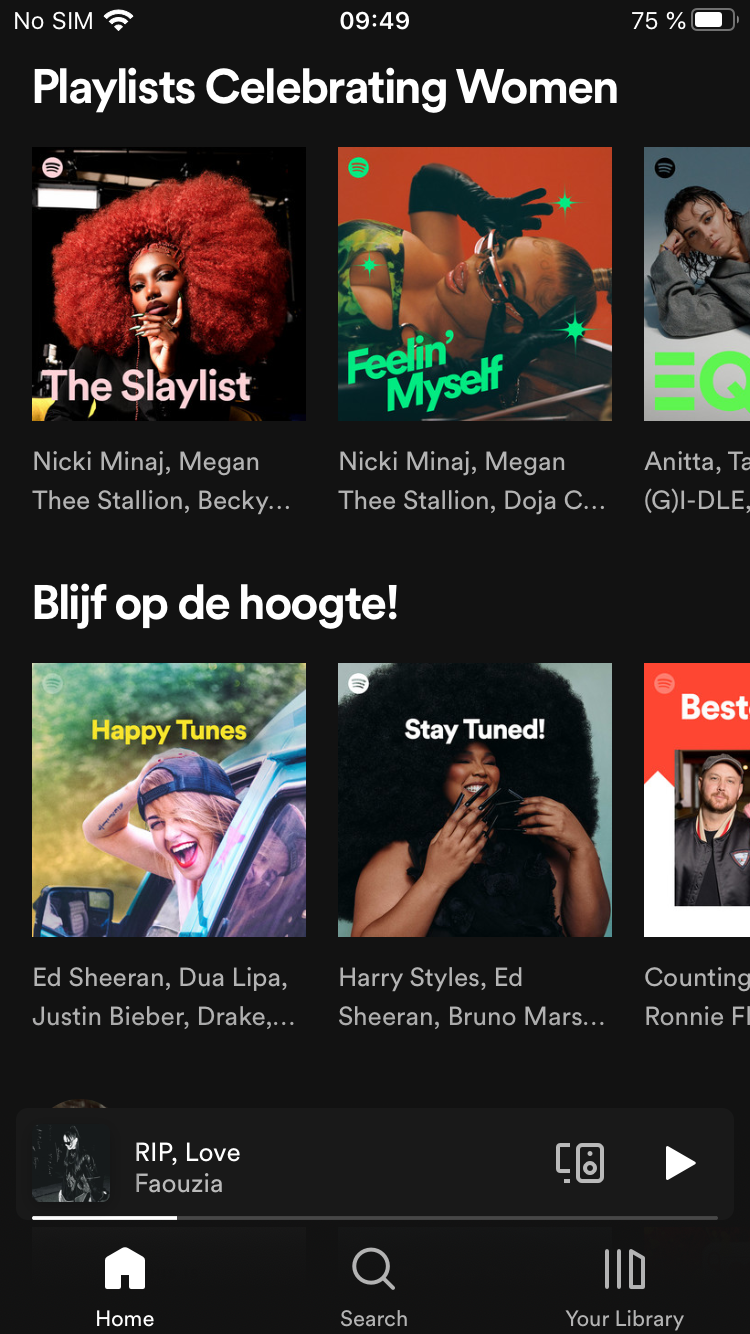 No SIM 09:49 75 %
Playlists Celebrating Women
The Slaylist
Feelin'
Myself
EQ
Nicki Minaj, Megan
Thee Stallion, Becky...
Nicki Minaj, Megan
Thee Stallion, Doja C...
Anitta, Ta
(G)I-DLE,
Blijf op de hoogte!
Happy Tunes
Stay Tuned!
Best
Ed Sheeran, Dua Lipa,
Justin Bieber, Drake,...
Harry Styles, Ed
Sheeran, Bruno Mars...
Counting
Ronnie Fl
RIP, Love
Faouzia
Home
Search
Your Library